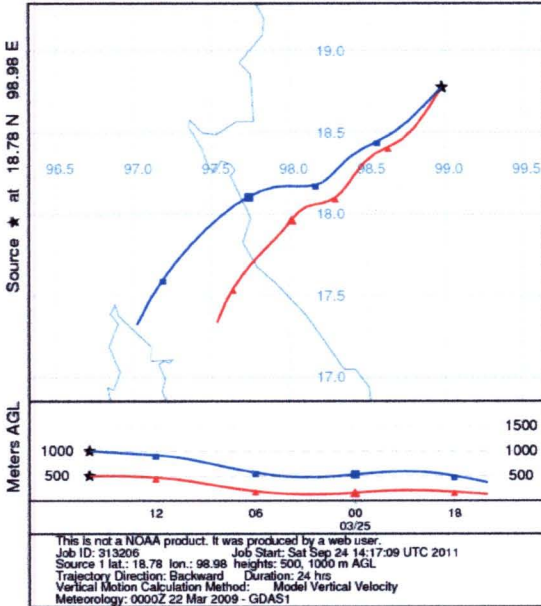 Source ★ at 18.78 N 98.98 E
19.0
18.5
96.5 97.0 97.5 98.0 98.5 99.0 99.5
18.0
17.5
17.0
Meters AGL
1500
1000 1000
500 500
12 06 00 18
03/25
This is not a NOAA product. It was produced by a web user.
Job ID: 313206 Job Start: Sat Sep 24 14:17:09 UTC 2011
Source 1 lat.: 18.78 lon.: 98.98 heights: 500, 1000 m AGL
Trajectory Direction: Backward Duration: 24 hrs
Vertical Motion Calculation Method: Model Vertical Velocity
Meteorology: 0000Z 22 Mar 2009 - GDAS1